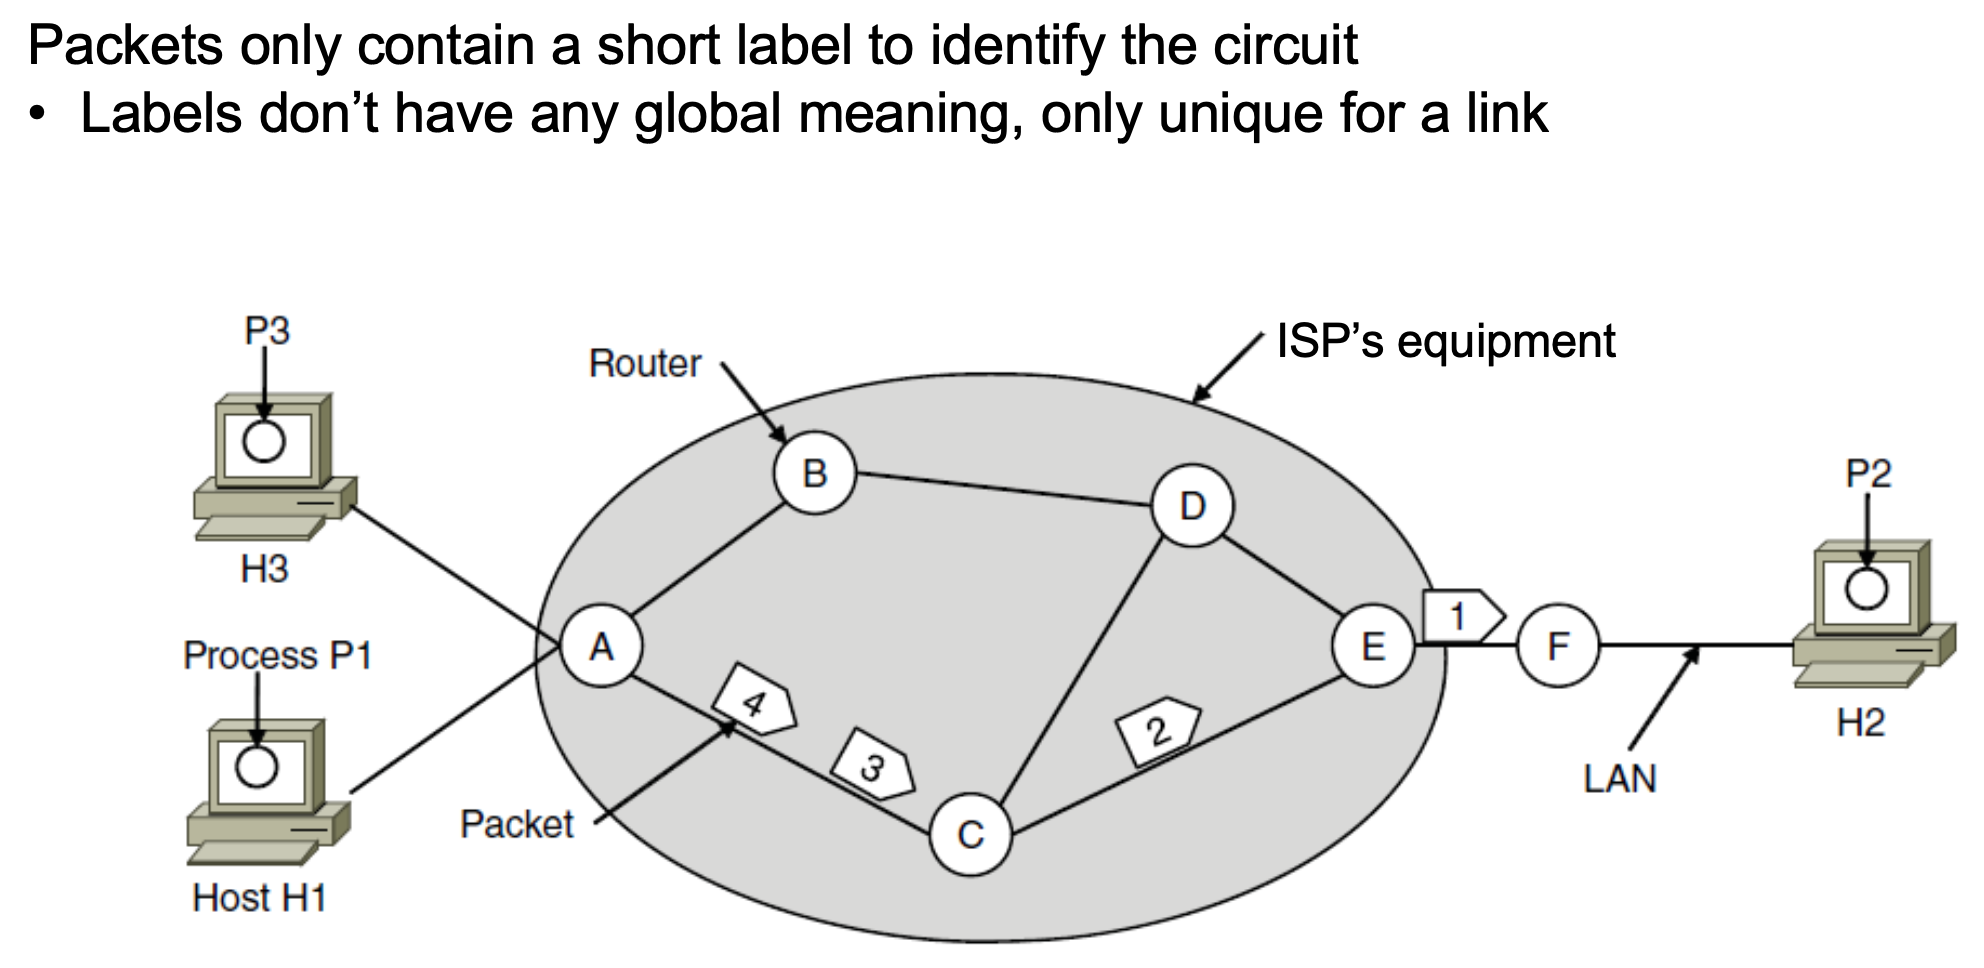 Packets only contain a short label to identify the circuit
• Labels don’t have any global meaning, only unique for a link
P3
Router
ISP’s equipment
B
P2
D
H3
1
Process P1
A
E
F
4
2
H2
3
LAN
Packet
C
Host H1